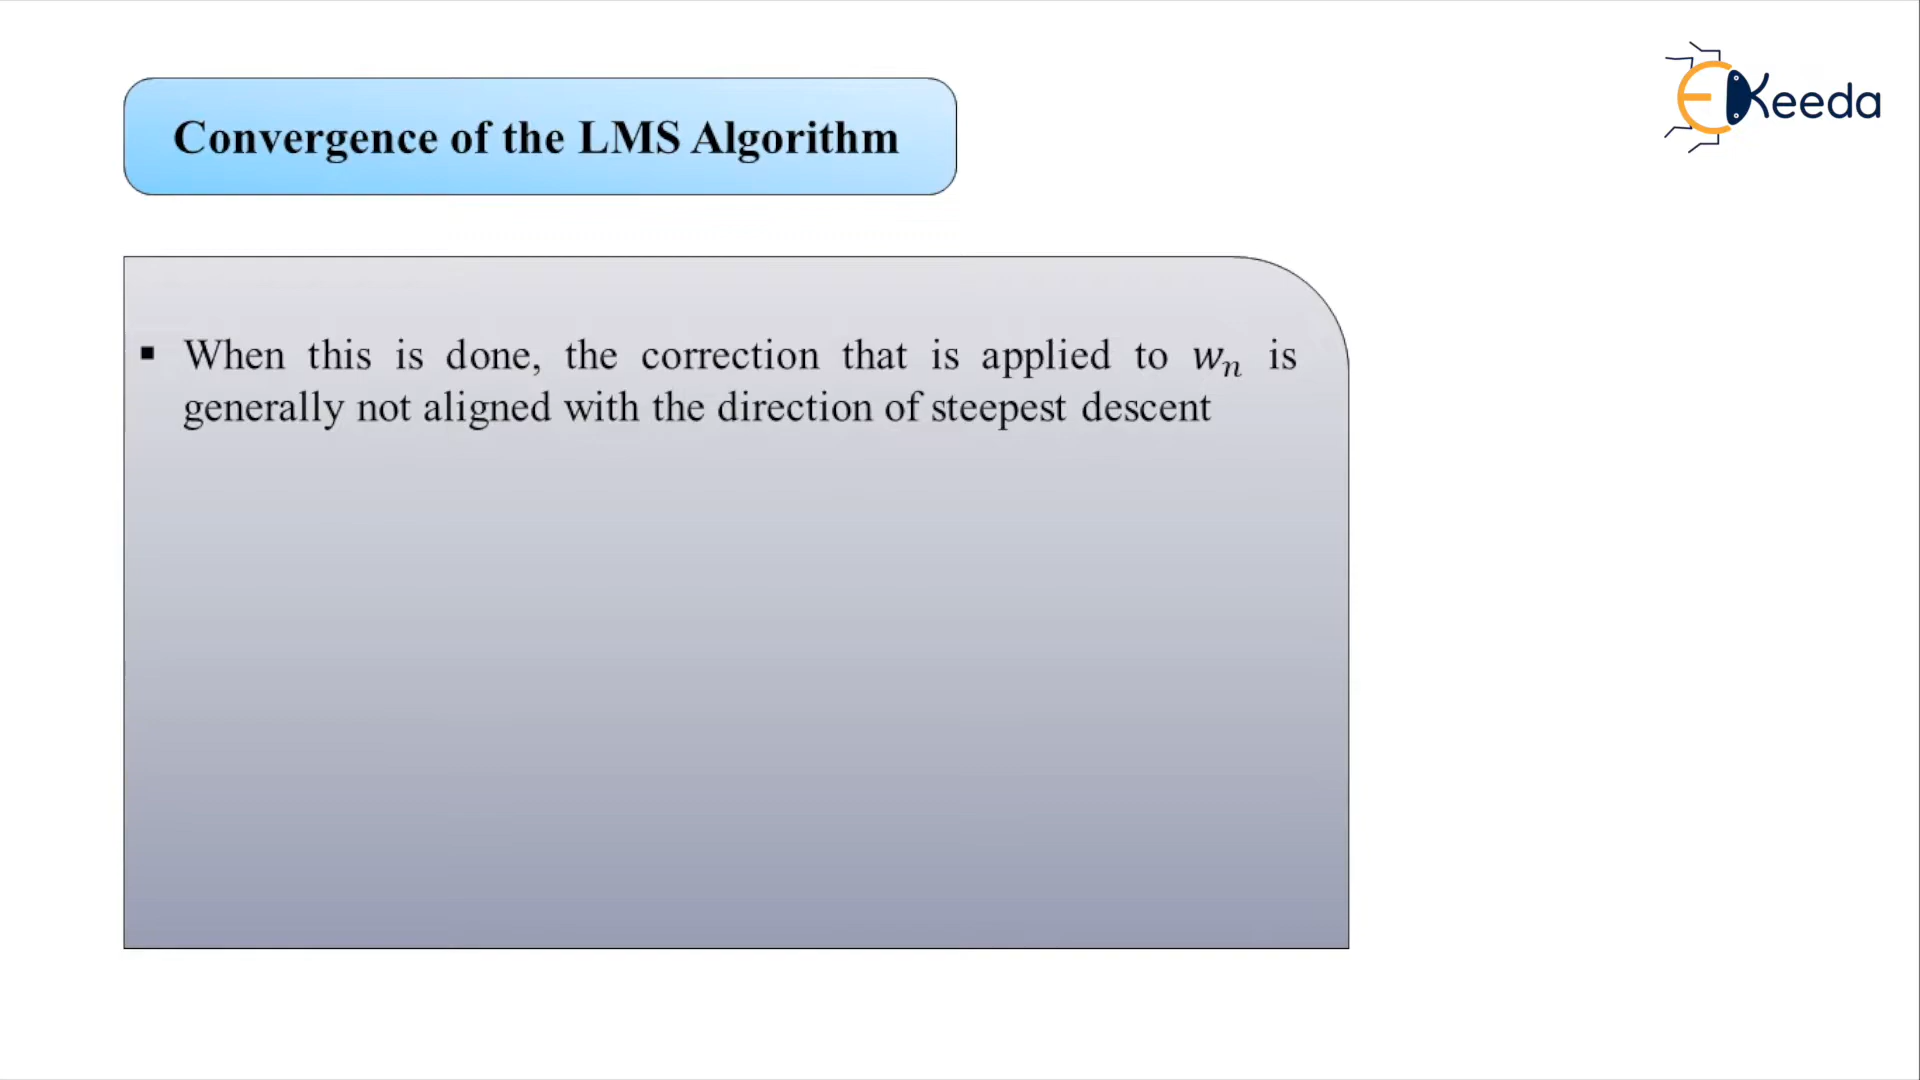 Convergence of the LMS Algorithm
EKeeda
▪ When this is done, the correction that is applied to wₙ is
generally not aligned with the direction of steepest descent